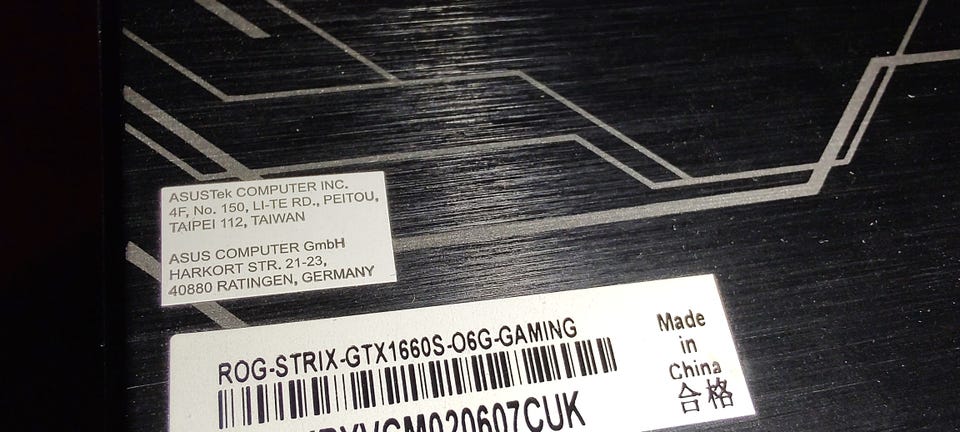 ASUSTek COMPUTER INC.
4F, No. 150, LI-TE RD., PEITOU,
TAIPEI 112, TAIWAN
ASUS COMPUTER GmbH
HARKORT STR. 21-23,
40880 RATINGEN, GERMANY
ROG-STRIX-GTX1660S-O6G-GAMING
Made
in
China
合格